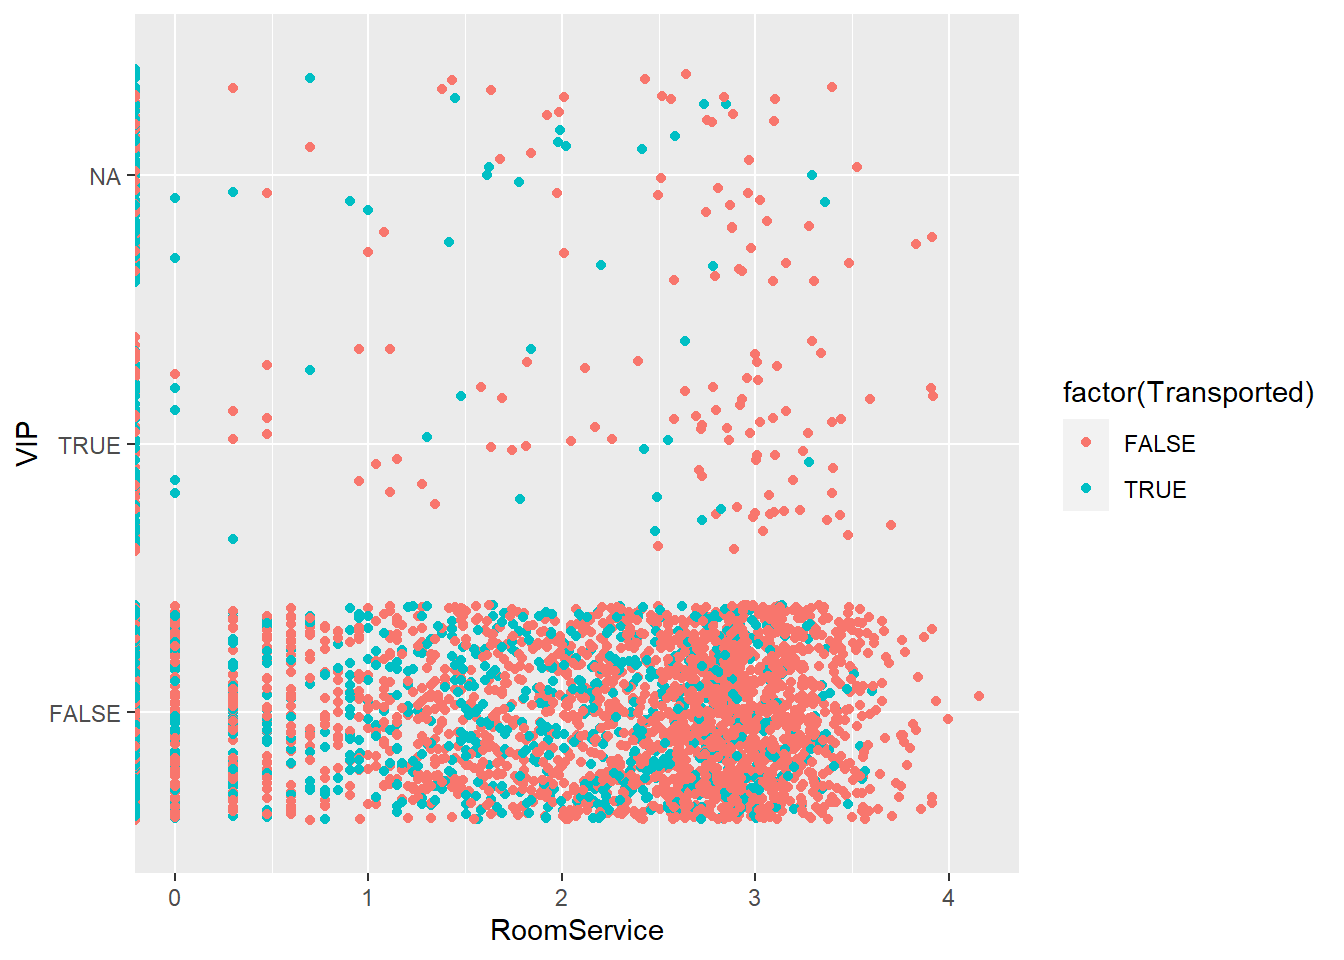 NA
TRUE
FALSE
VIP
0 1 2 3 4
RoomService
factor(Transported)
FALSE
TRUE